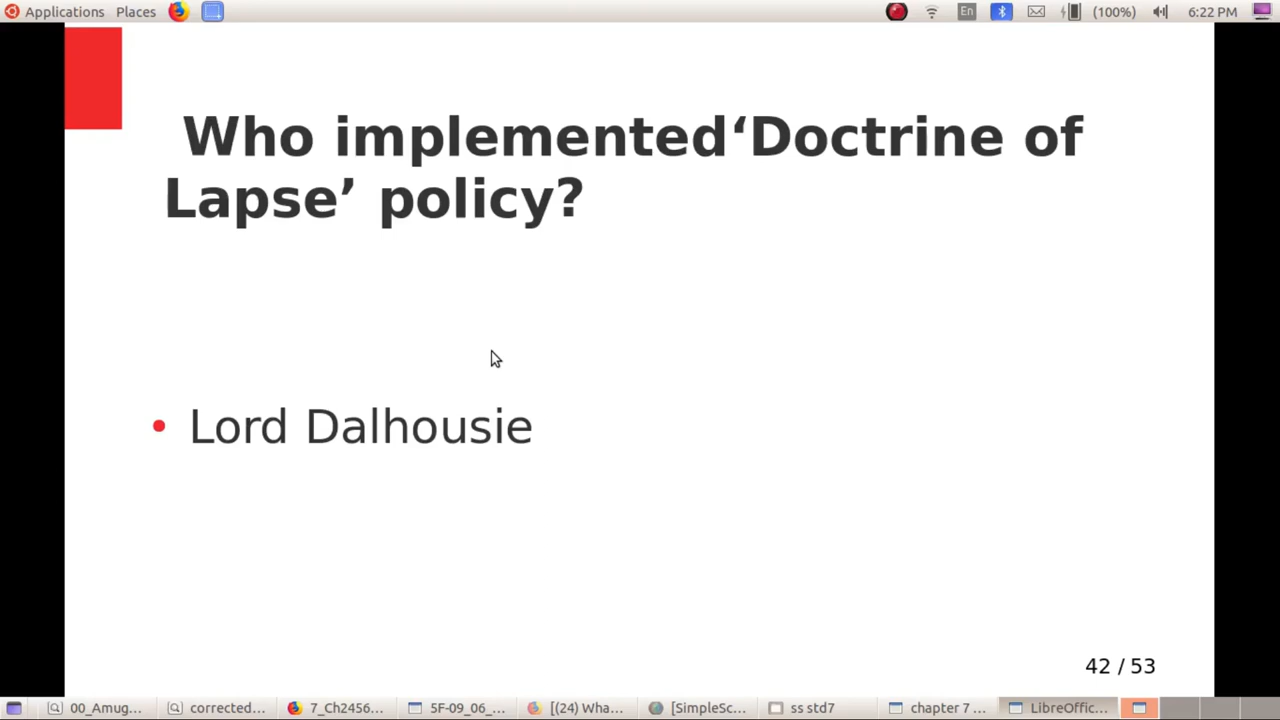 Applications Places En (100%) 6:22 PM
Who implemented‘Doctrine of
Lapse’ policy?
• Lord Dalhousie
42 / 53
00_Amug... corrected... 7_Ch2456... 5F-09_06_... [(24) Wha... [SimpleSc... ss std7 chapter 7 ... LibreOffic...